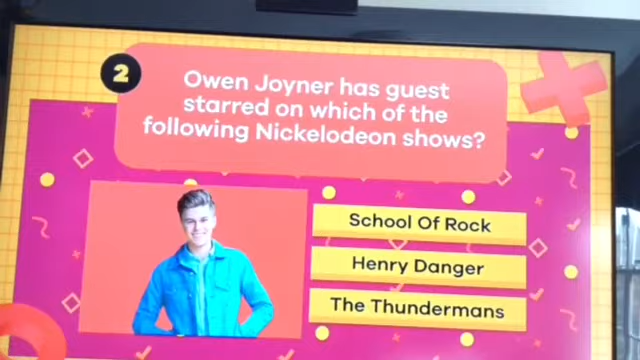 2
Owen Joyner has guest
starred on which of the
following Nickelodeon shows?
School Of Rock
Henry Danger
The Thundermans